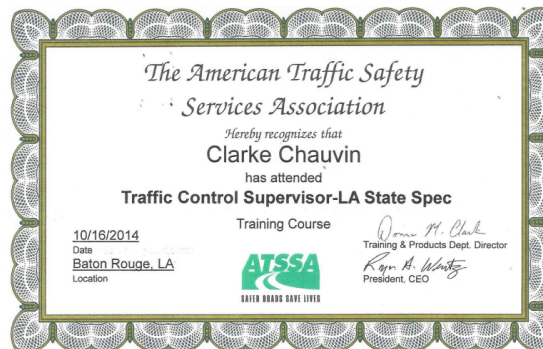 The American Traffic Safety
Services Association
Hereby recognizes that
Clarke Chauvin
has attended
Traffic Control Supervisor-LA State Spec
Training Course
10/16/2014
Date
Baton Rouge, LA
Location
ATSSA
SAFER ROADS SAVE LIVES
M. Clark
Training & Products Dept. Director
A. Wentz
President, CEO